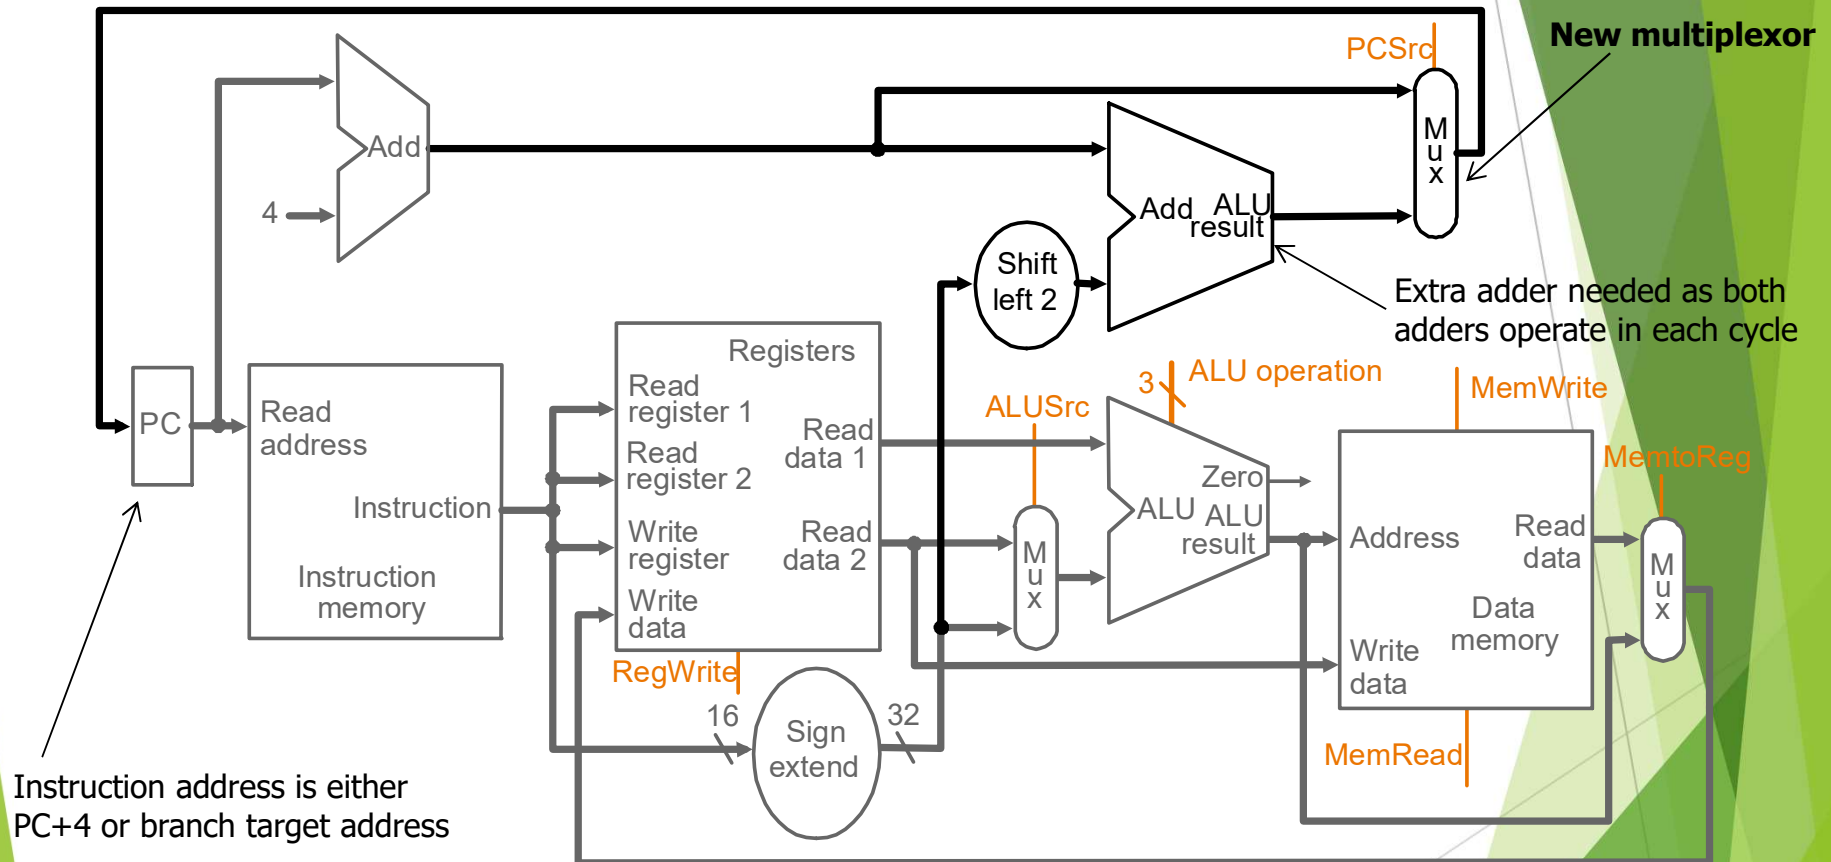 PCSrc
New multiplexor
Add
4
M
u
x
Add
ALU
result
Shift
left 2
Extra adder needed as both
adders operate in each cycle
PC
Read
address
Instruction
Instruction
memory
Registers
Read
register 1
Read
register 2
Write
register
Write
data
Read
data 1
Read
data 2
RegWrite
16
Sign
extend
32
ALUSrc
M
u
x
3
ALU operation
Zero
ALU
ALU
result
MemWrite
Address
Read
data
Data
memory
Write
data
MemRead
MemtoReg
M
u
x
Instruction address is either
PC+4 or branch target address